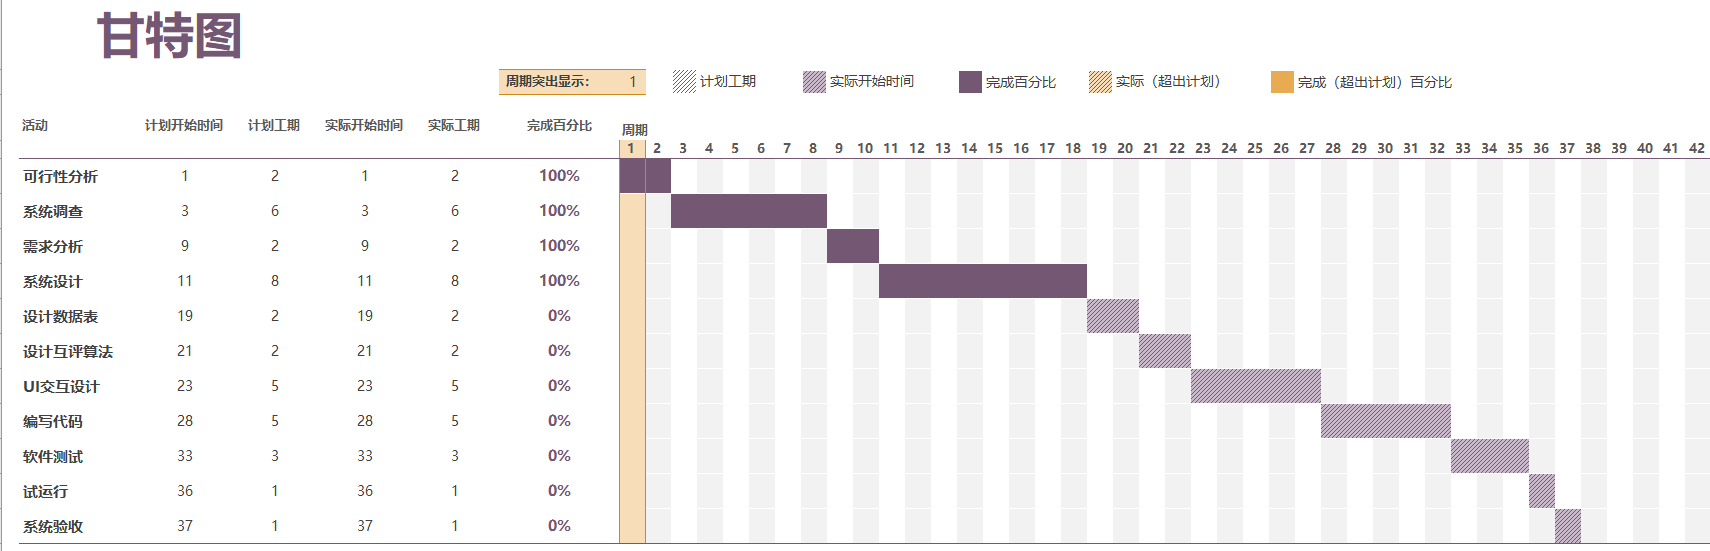 甘特图
周期突出显示： 1 计划工期 实际开始时间 完成百分比 实际（超出计划） 完成（超出计划）百分比
活动 计划开始时间 计划工期 实际开始时间 实际工期 完成百分比 周期
1 2 3 4 5 6 7 8 9 10 11 12 13 14 15 16 17 18 19 20 21 22 23 24 25 26 27 28 29 30 31 32 33 34 35 36 37 38 39 40 41 42
可行性分析 1 2 1 2 100%
系统调查 3 6 3 6 100%
需求分析 9 2 9 2 100%
系统设计 11 8 11 8 100%
设计数据表 19 2 19 2 0%
设计互评算法 21 2 21 2 0%
UI交互设计 23 5 23 5 0%
编写代码 28 5 28 5 0%
软件测试 33 3 33 3 0%
试运行 36 1 36 1 0%
系统验收 37 1 37 1 0%